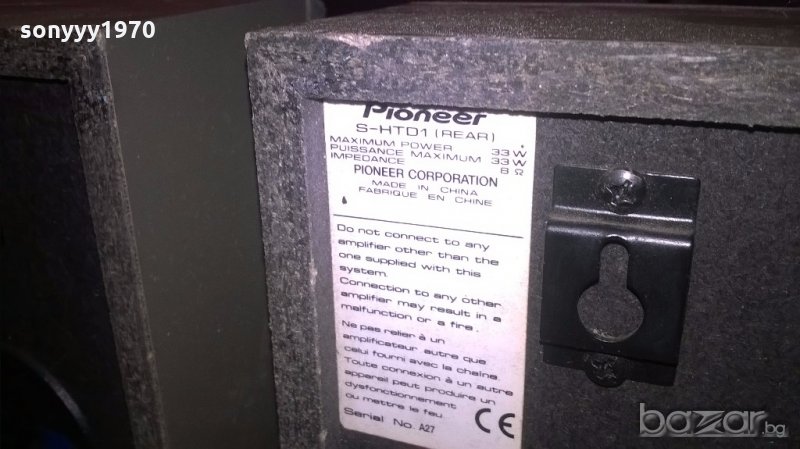 sonyyy1970
Pioneer
S-HTD1 (REAR)
MAXIMUM POWER 33 W
PUISSANCE MAXIMUM 33 W
IMPEDANCE 8 Ω
PIONEER CORPORATION
MADE IN CHINA
FABRIQUE EN CHINE
Do not connect to any
amplifier other than the
one supplied with this
system.
Connection to any other
amplifier may result in a
malfunction or a fire.
Ne pas relier à un
amplificateur autre que
celui fourni avec la chaîne.
Toute connexion à un autre
appareil peut produire un
dysfonctionnement
ou mettre le feu.
Serial No. A27
CE
bazar.bg